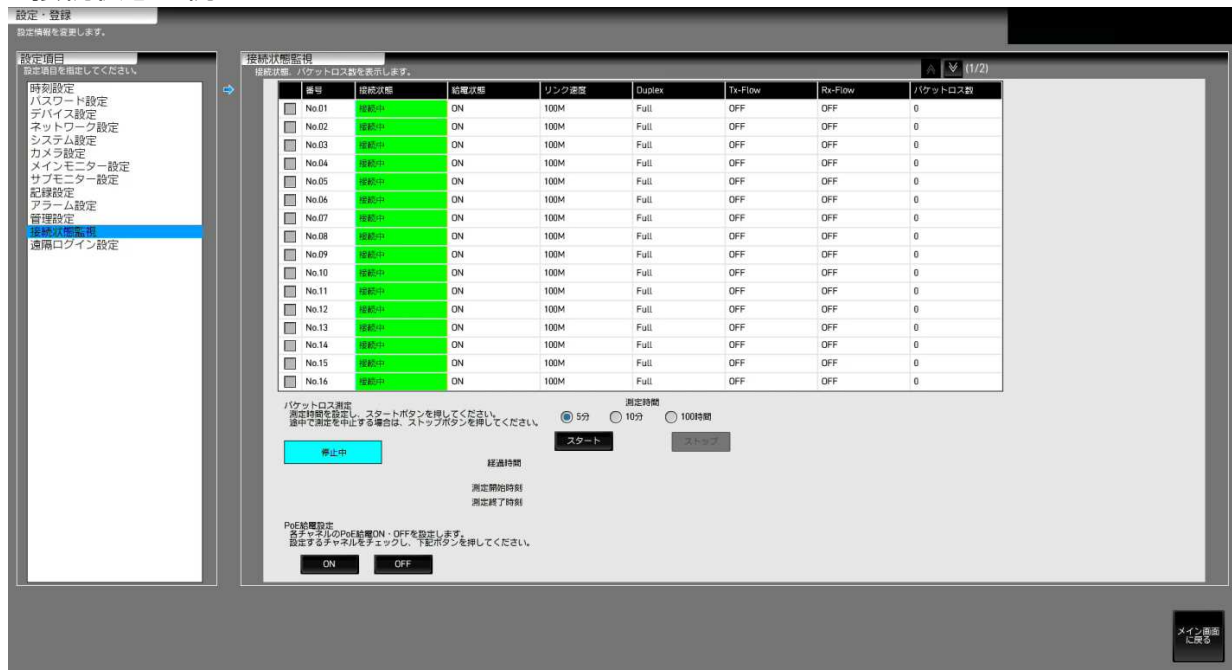 設定・登録
設定情報を変更します。
設定項目
設定項目を指定してください。
時刻設定
パスワード設定
デバイス設定
ネットワーク設定
システム設定
カメラ設定
メインモニター設定
サブモニター設定
記録設定
アラーム設定
管理設定
接続状態監視
遠隔ログイン設定
接続状態監視
接続状態、パケットロス数を表示します。
(1/2)
番号 接続状態 給電状態 リンク速度 Duplex Tx-Flow Rx-Flow パケットロス数
No.01 接続中 ON 100M Full OFF OFF 0
No.02 接続中 ON 100M Full OFF OFF 0
No.03 接続中 ON 100M Full OFF OFF 0
No.04 接続中 ON 100M Full OFF OFF 0
No.05 接続中 ON 100M Full OFF OFF 0
No.06 接続中 ON 100M Full OFF OFF 0
No.07 接続中 ON 100M Full OFF OFF 0
No.08 接続中 ON 100M Full OFF OFF 0
No.09 接続中 ON 100M Full OFF OFF 0
No.10 接続中 ON 100M Full OFF OFF 0
No.11 接続中 ON 100M Full OFF OFF 0
No.12 接続中 ON 100M Full OFF OFF 0
No.13 接続中 ON 100M Full OFF OFF 0
No.14 接続中 ON 100M Full OFF OFF 0
No.15 接続中 ON 100M Full OFF OFF 0
No.16 接続中 ON 100M Full OFF OFF 0
パケットロス測定
測定時間を設定し、スタートボタンを押してください。
途中で測定を中止する場合は、ストップボタンを押してください。
測定時間
5分 10分 100時間
スタート ストップ
停止中
経過時間
測定開始時刻
測定終了時刻
PoE給電設定
各チャネルのPoE給電ON・OFFを設定します。
設定するチャネルをチェックし、下記ボタンを押してください。
ON OFF
メイン画面
に戻る